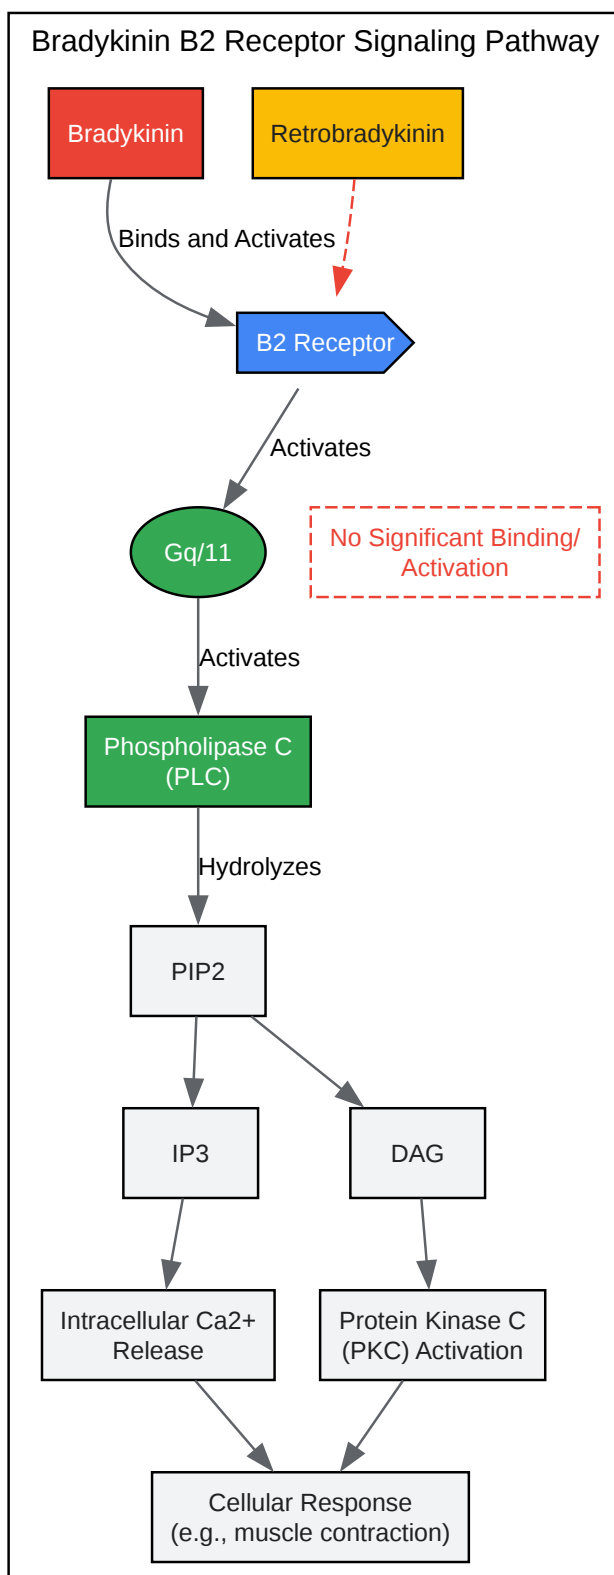 Bradykinin B2 Receptor Signaling Pathway
Bradykinin
Retrobradykinin
Binds and Activates
B2 Receptor
Activates
Gq/11
No Significant Binding/
Activation
Activates
Phospholipase C
(PLC)
Hydrolyzes
PIP2
IP3
DAG
Intracellular Ca2+
Release
Protein Kinase C
(PKC) Activation
Cellular Response
(e.g., muscle contraction)